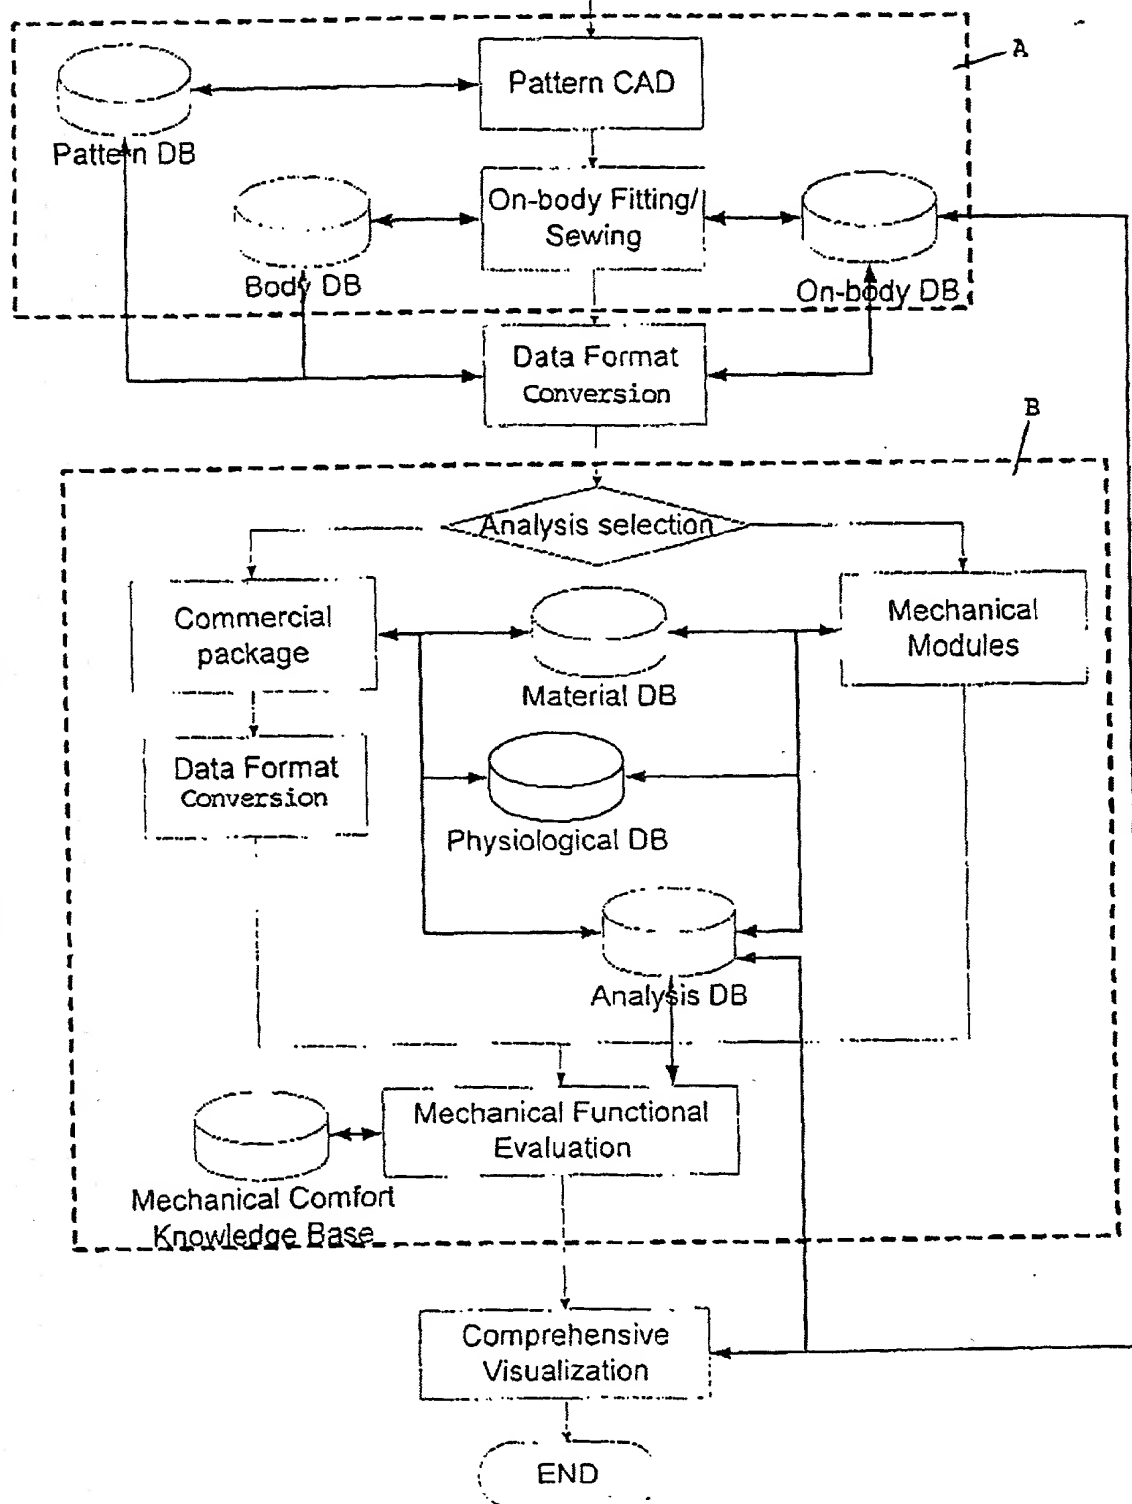 A
Pattern CAD
Pattern DB
On-body Fitting/
Sewing
Body DB
On-body DB
Data Format
Conversion
B
Analysis selection
Commercial
package
Mechanical
Modules
Material DB
Data Format
Conversion
Physiological DB
Analysis DB
Mechanical Functional
Evaluation
Mechanical Comfort
Knowledge Base
Comprehensive
Visualization
END